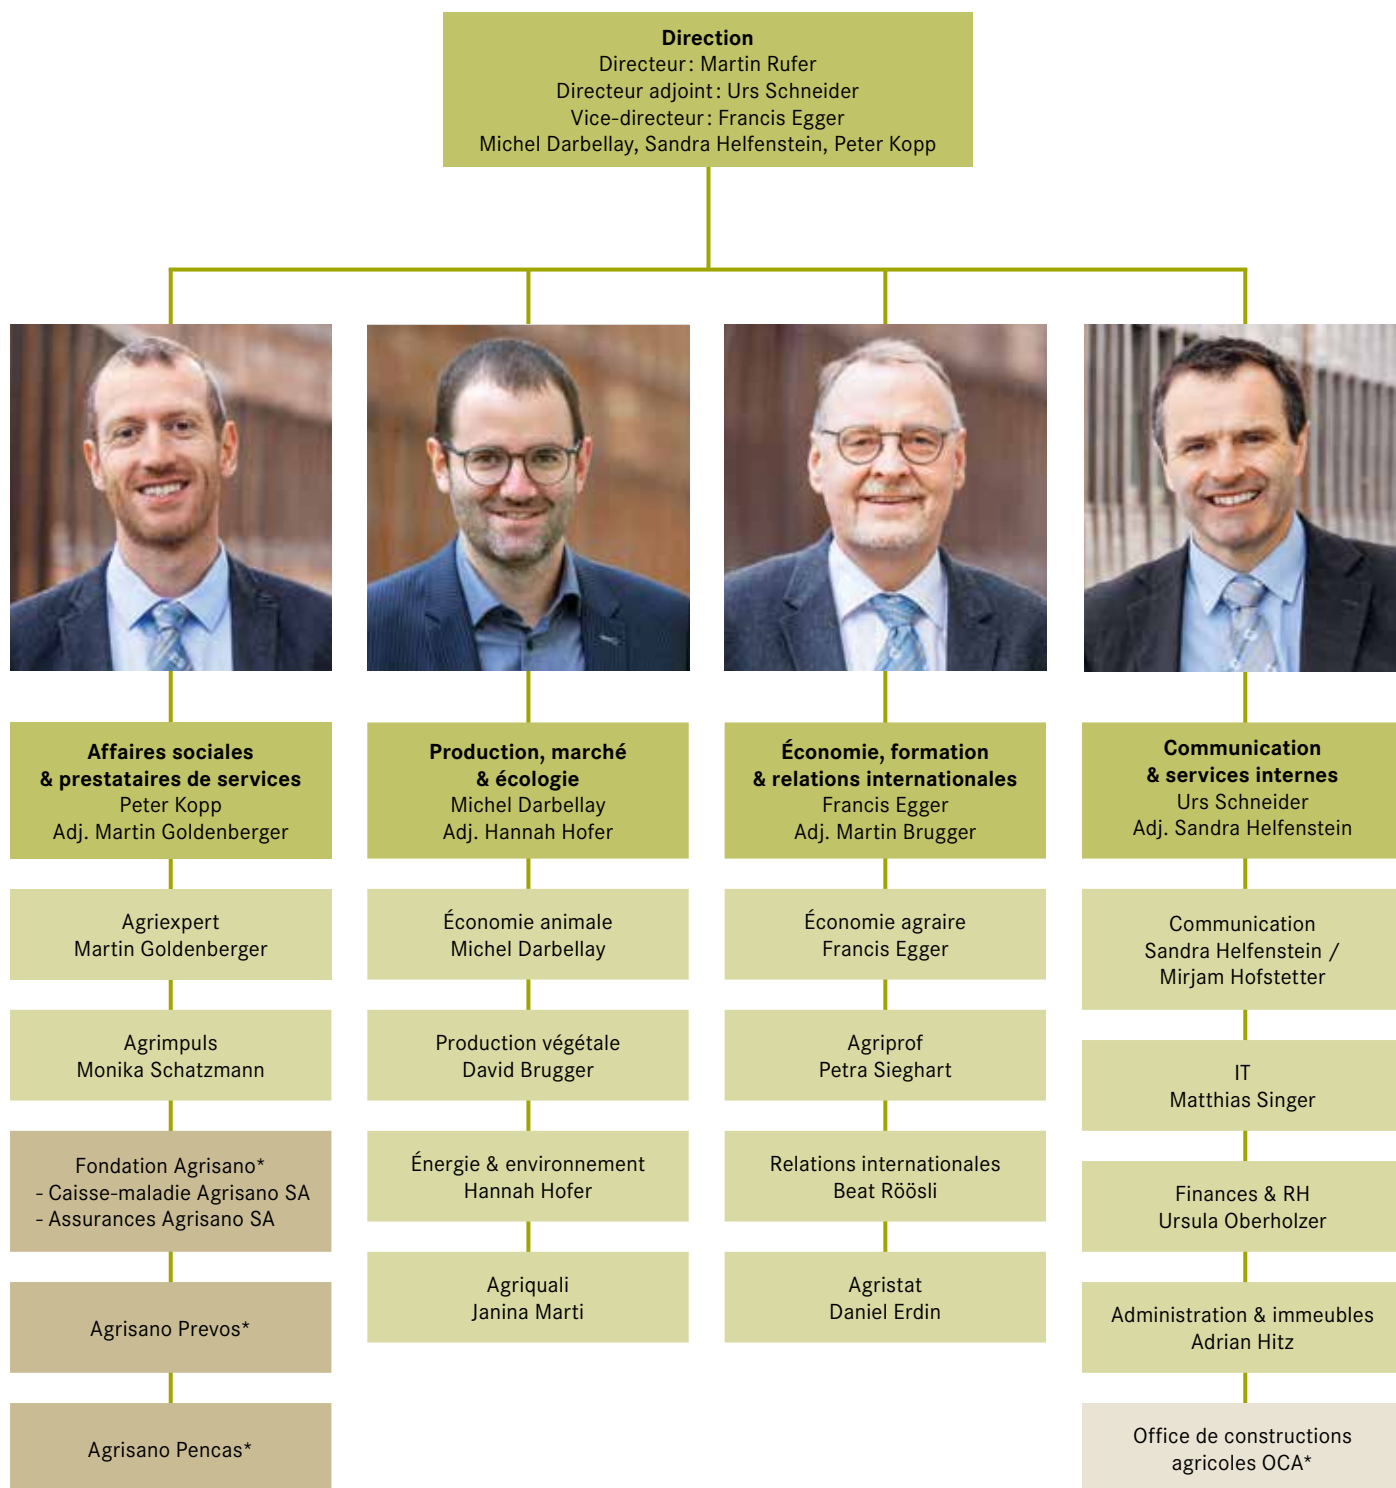 Direction
Directeur: Martin Rufer
Directeur adjoint: Urs Schneider
Vice-directeur: Francis Egger
Michel Darbellay, Sandra Helfenstein, Peter Kopp
Affaires sociales
& prestataires de services
Peter Kopp
Adj. Martin Goldenberger
Agriexpert
Martin Goldenberger
Agrimpuls
Monika Schatzmann
Fondation Agrisano*
- Caisse-maladie Agrisano SA
- Assurances Agrisano SA
Agrisano Prevos*
Agrisano Pencas*
Production, marché
& écologie
Michel Darbellay
Adj. Hannah Hofer
Économie animale
Michel Darbellay
Production végétale
David Brugger
Énergie & environnement
Hannah Hofer
Agriquali
Janina Marti
Économie, formation
& relations internationales
Francis Egger
Adj. Martin Brugger
Économie agraire
Francis Egger
Agriprof
Petra Sieghart
Relations internationales
Beat Röösli
Agristat
Daniel Erdin
Communication
& services internes
Urs Schneider
Adj. Sandra Helfenstein
Communication
Sandra Helfenstein /
Mirjam Hofstetter
IT
Matthias Singer
Finances & RH
Ursula Oberholzer
Administration & immeubles
Adrian Hitz
Office de constructions
agricoles OCA*